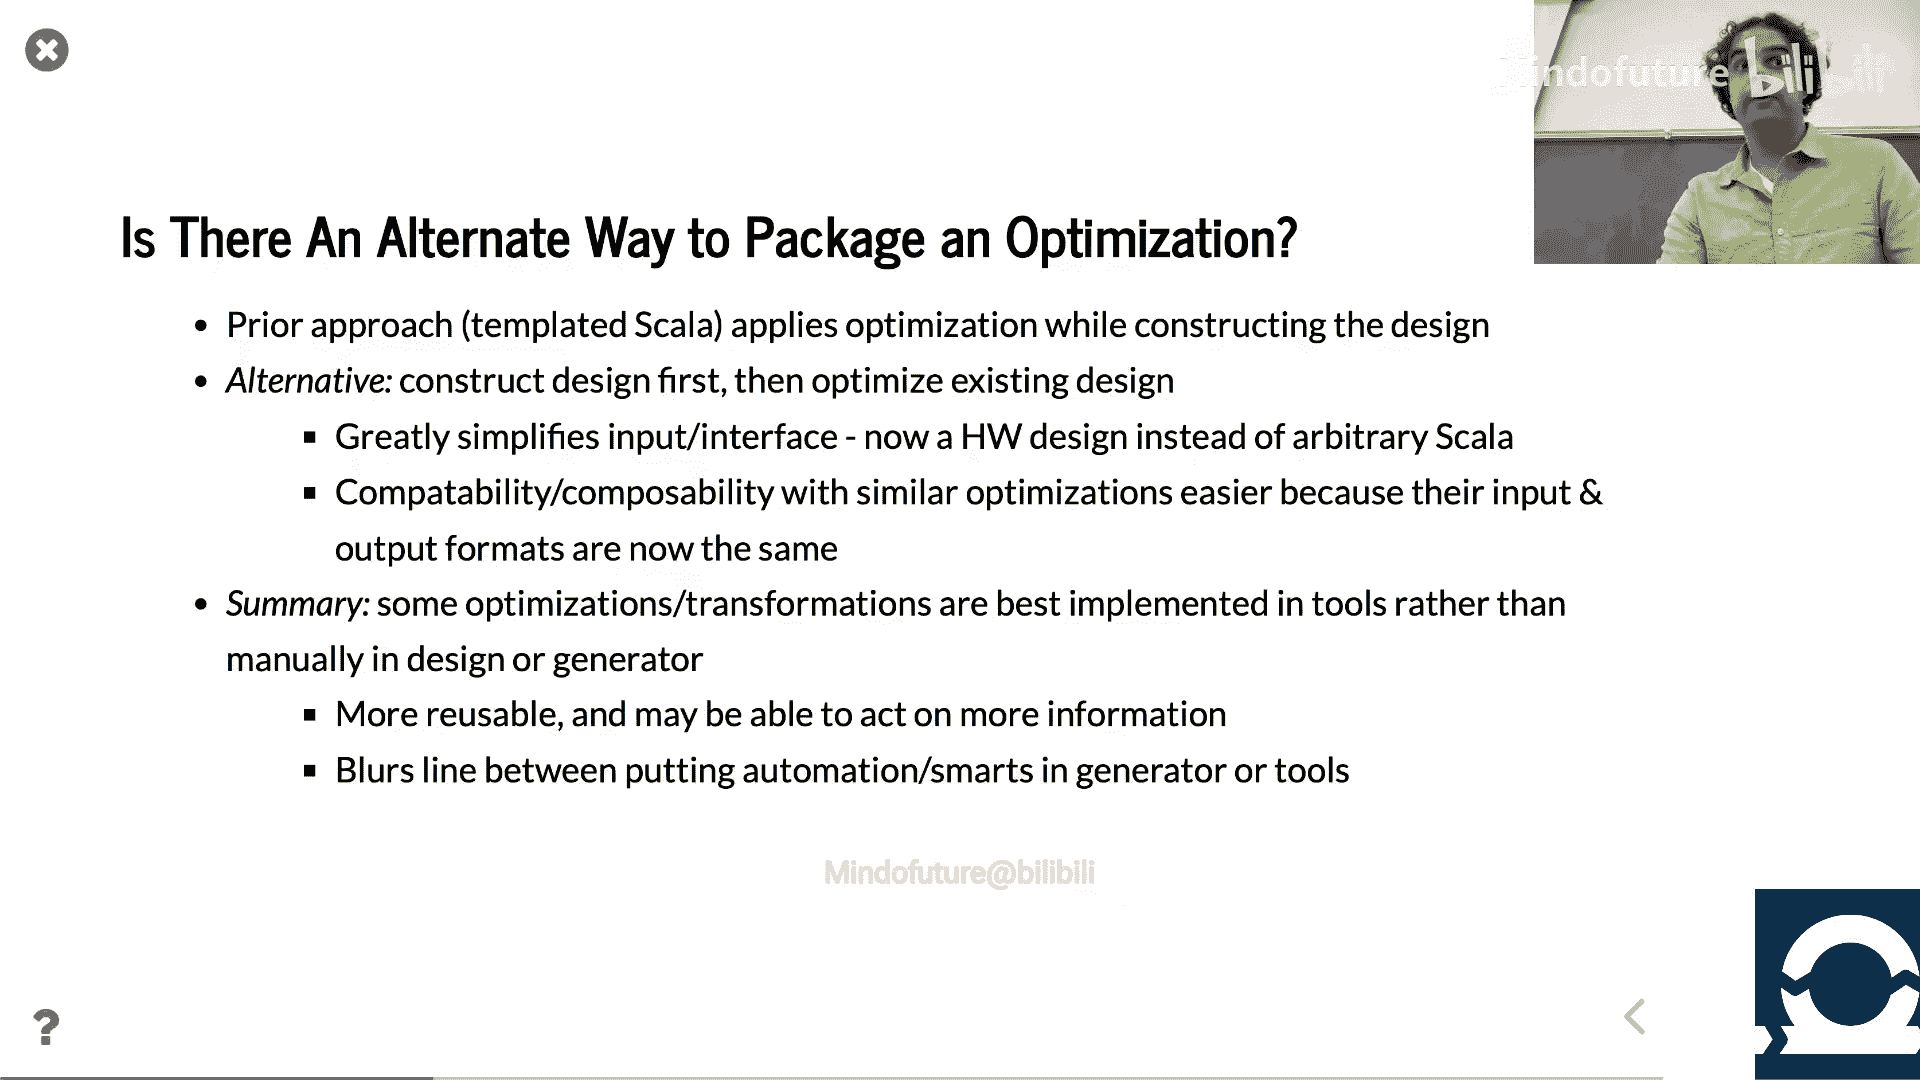 indofuture bilibili
Is There An Alternate Way to Package an Optimization?
Prior approach (templated Scala) applies optimization while constructing the design
Alternative: construct design first, then optimize existing design
Greatly simplifies input/interface - now a HW design instead of arbitrary Scala
Compatability/composability with similar optimizations easier because their input &
output formats are now the same
Summary: some optimizations/transformations are best implemented in tools rather than
manually in design or generator
More reusable, and may be able to act on more information
Blurs line between putting automation/smarts in generator or tools
Mindofuture@bilibili
?